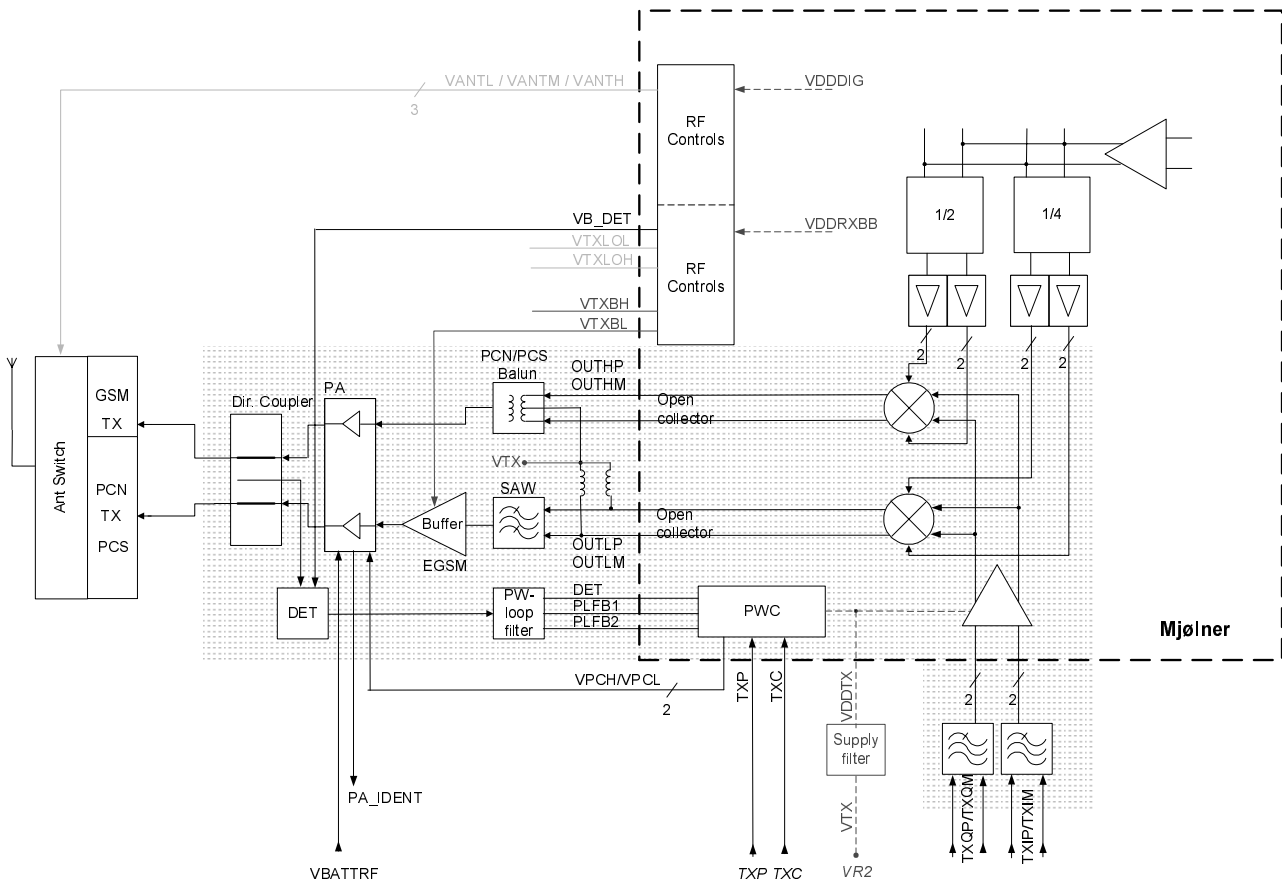 VANTL / VANTM / VANTH
3
VDDDIG
RF
Controls
1/2
1/4
VB_DET
VDDRXBB
VTXLOL
VTXLOH
RF
Controls
VTXBH
VTXBL
2
2
2
2
PCN/PCS
Balun
OUTHP
OUTHM
Open
collector
PA
Dir. Coupler
GSM
TX
Ant Switch
PCN
TX
PCS
VTX
SAW
Buffer
EGSM
Open
collector
OUTLP
OUTLM
DET
PW-
loop
filter
DET
PLFB1
PLFB2
PWC
Mjølner
VPCH/VPCL
2
TXP
TXC
VDDTX
2
2
Supply
filter
PA_IDENT
VTX
TXQP/TXQM
TXIP/TXIM
VBATTRF
TXP TXC
VR2